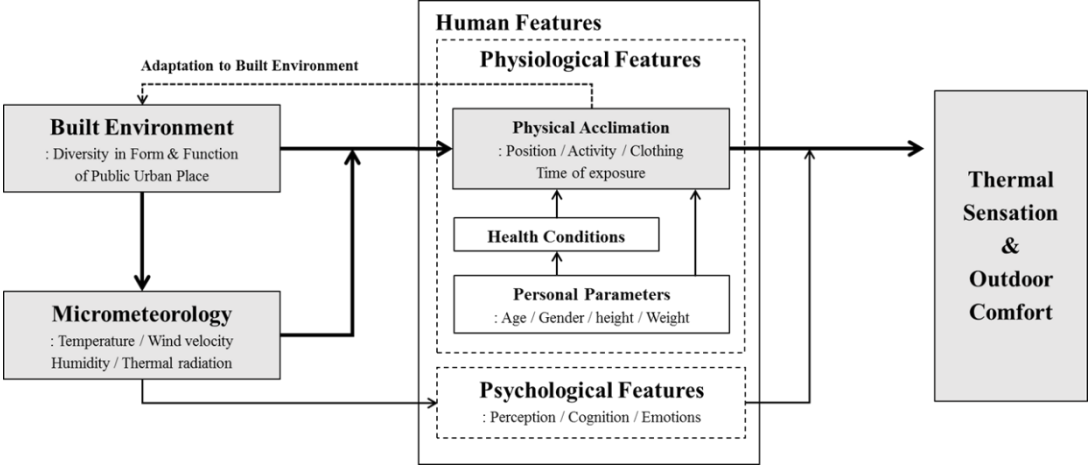 Human Features
Physiological Features
Adaptation to Built Environment
Built Environment
: Diversity in Form & Function
of Public Urban Place
Physical Acclimation
: Position / Activity / Clothing
Time of exposure
Health Conditions
Personal Parameters
: Age / Gender / height / Weight
Micrometeorology
: Temperature / Wind velocity
Humidity / Thermal radiation
Psychological Features
: Perception / Cognition / Emotions
Thermal
Sensation
&
Outdoor
Comfort